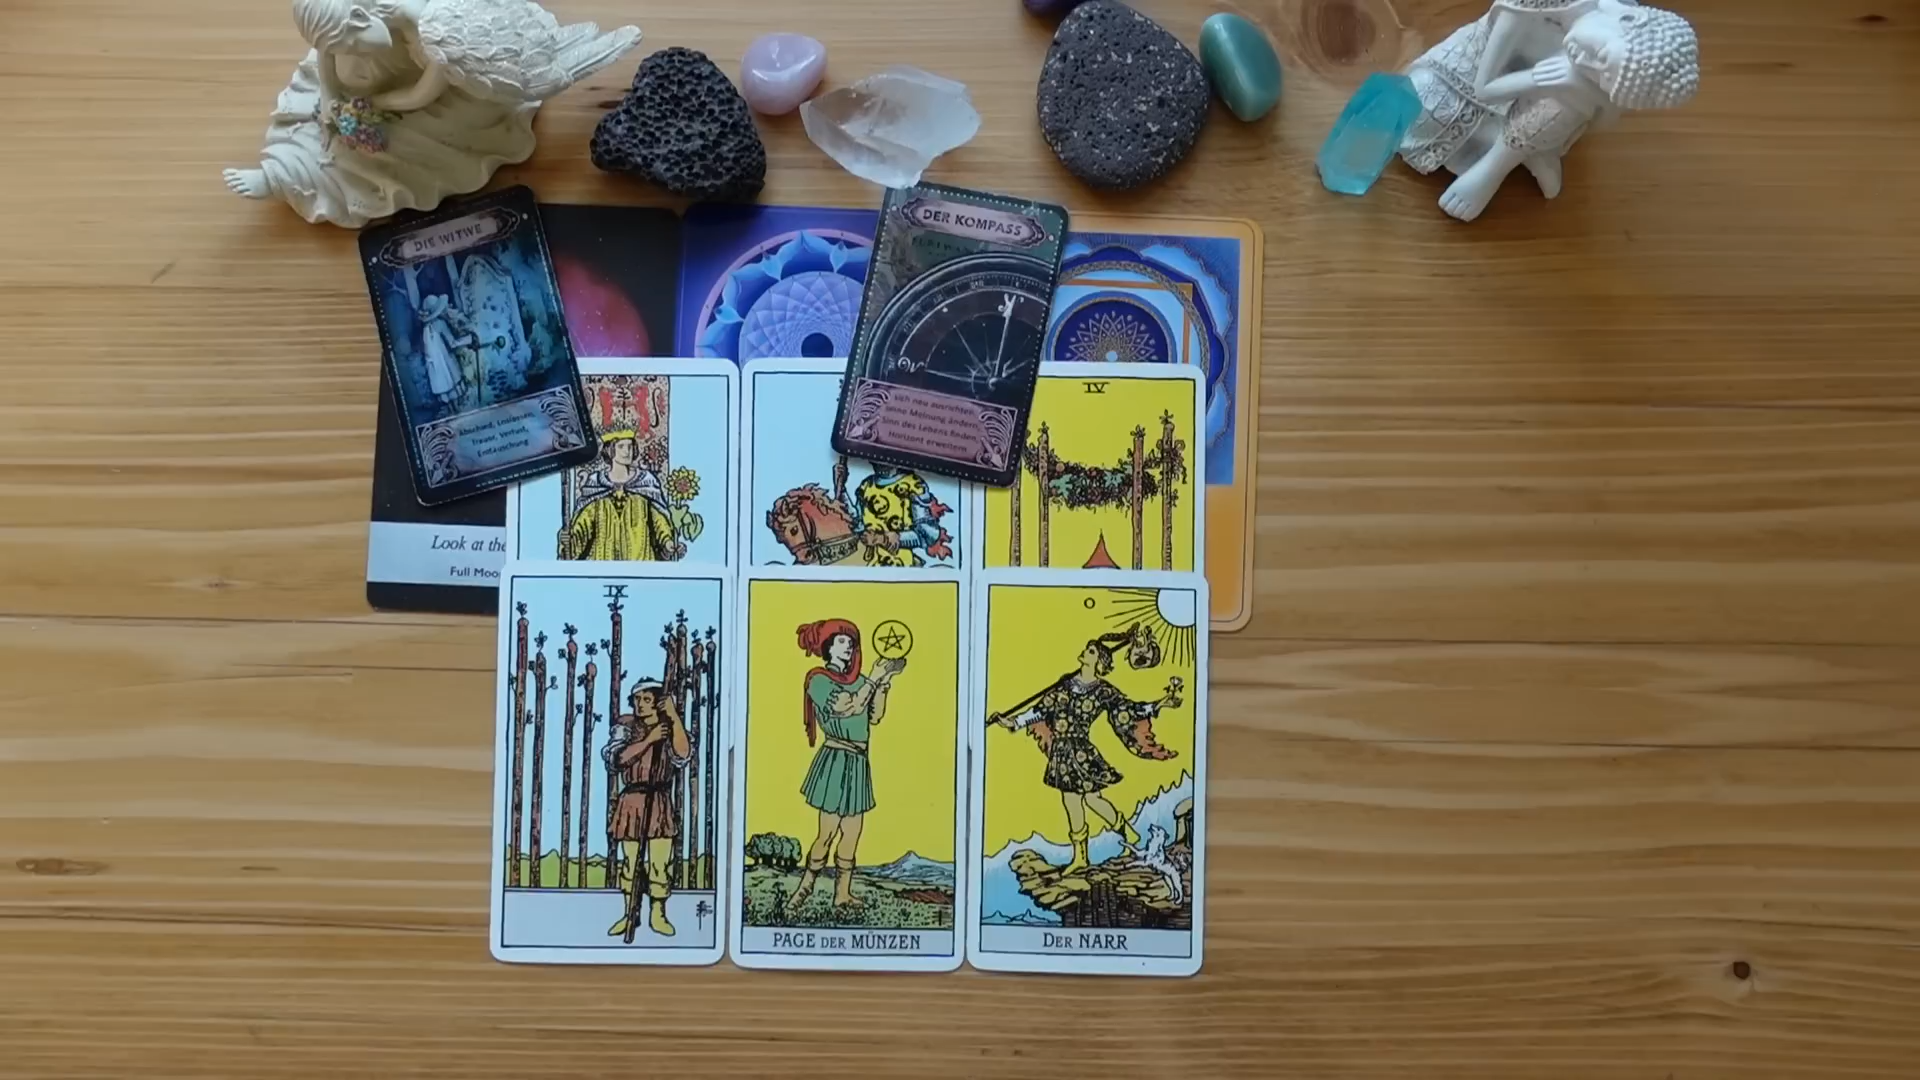 DIE WITWE
Abschied, Loslassen,
Trauer, Verlust,
Enttäuschung
DER KOMPASS
sich neu ausrichten,
seine Meinung ändern,
Sinn des Lebens finden,
Horizont erweitern
IV
Look at the
Full Moo
IX
O
PAGE DER MÜNZEN
DER NARR